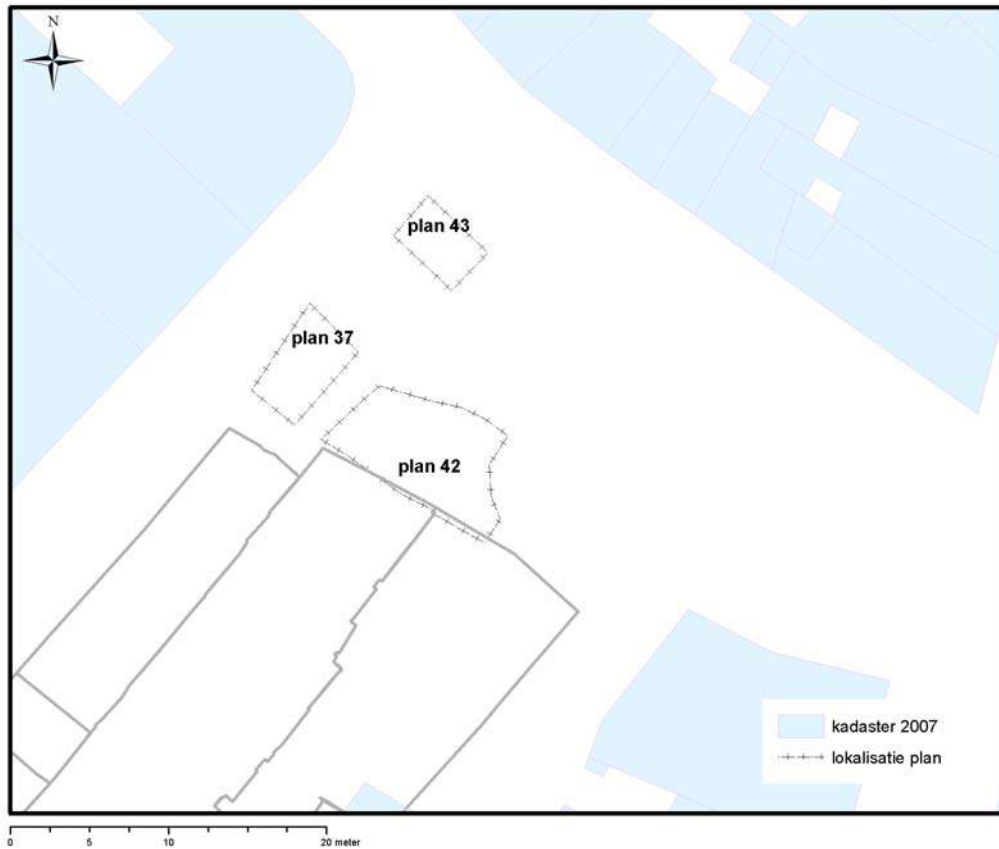 N
plan 43
plan 37
plan 42
kadaster 2007
lokalisatie plan
0 5 10 20 meter